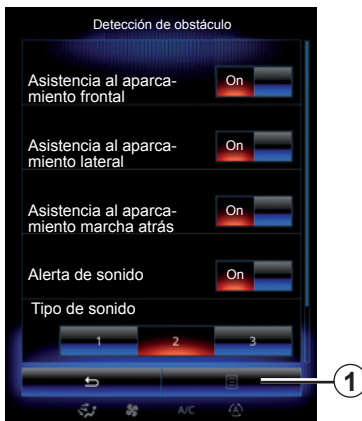 Detección de obstáculo
Asistencia al aparca-
miento frontal
On
Asistencia al aparca-
miento lateral
On
Asistencia al aparca-
miento marcha atrás
On
Alerta de sonido
On
Tipo de sonido
1 2 3
1
A/C
A